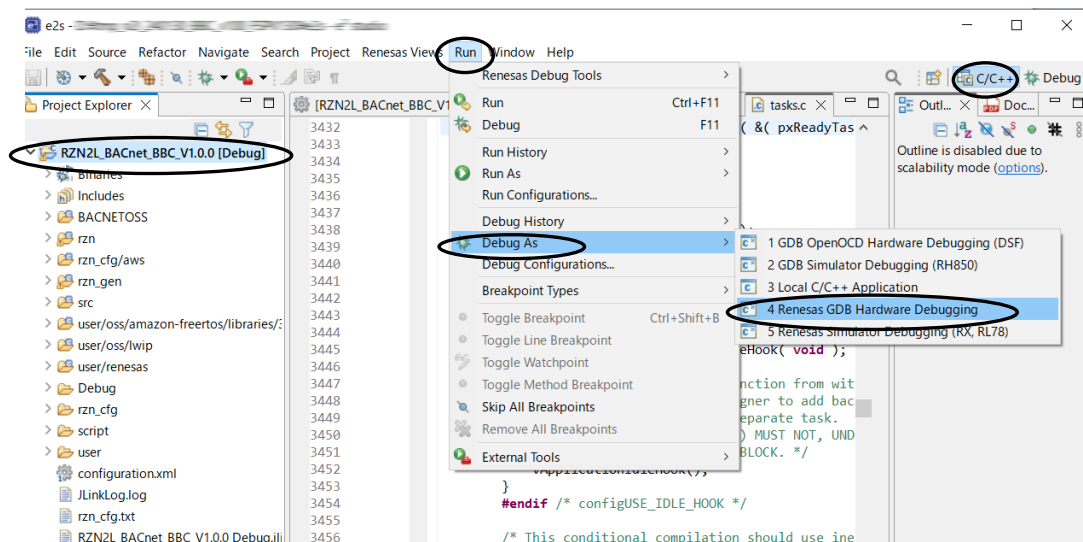 e2s -
File Edit Source Refactor Navigate Search Project Renesas Views Run Window Help
C/C++ Debug
Project Explorer
RZN2L_BACnet_BBC_V1.0.0 [Debug]
Binaries
Includes
BACNETOSS
rzn
rzn_cfg/aws
rzn_gen
src
user/oss/amazon-freertos/libraries/3
user/oss/lwip
user/renesas
Debug
rzn_cfg
script
user
configuration.xml
JLinkLog.log
rzn_cfg.txt
RZN2L_BACnet_BBC_V1.0.0 Debug.jli
[RZN2L_BACnet_BBC_V1
tasks.c
3432
( &( pxReadyTas
3433
3434
3435
3436
3437
3438
3439
3440
3441
3442
3443
3444
3445
eHook( void );
3446
3447
nction from wit
3448
gner to add bac
3449
eparate task.
3450
) MUST NOT, UND
3451
BLOCK. */
3452
vApplicationIdleHook();
3453
}
3454
#endif /* configUSE_IDLE_HOOK */
3455
3456
/* This conditional compilation should use ine
Renesas Debug Tools
Run Ctrl+F11
Debug F11
Run History
Run As
Run Configurations...
Debug History
Debug As
Debug Configurations...
Breakpoint Types
Toggle Breakpoint Ctrl+Shift+B
Toggle Line Breakpoint
Toggle Watchpoint
Toggle Method Breakpoint
Skip All Breakpoints
Remove All Breakpoints
External Tools
1 GDB OpenOCD Hardware Debugging (DSF)
2 GDB Simulator Debugging (RH850)
3 Local C/C++ Application
4 Renesas GDB Hardware Debugging
5 Renesas Simulator Debugging (RX, RL78)
Outl...
Doc...
Outline is disabled due to
scalability mode (options).